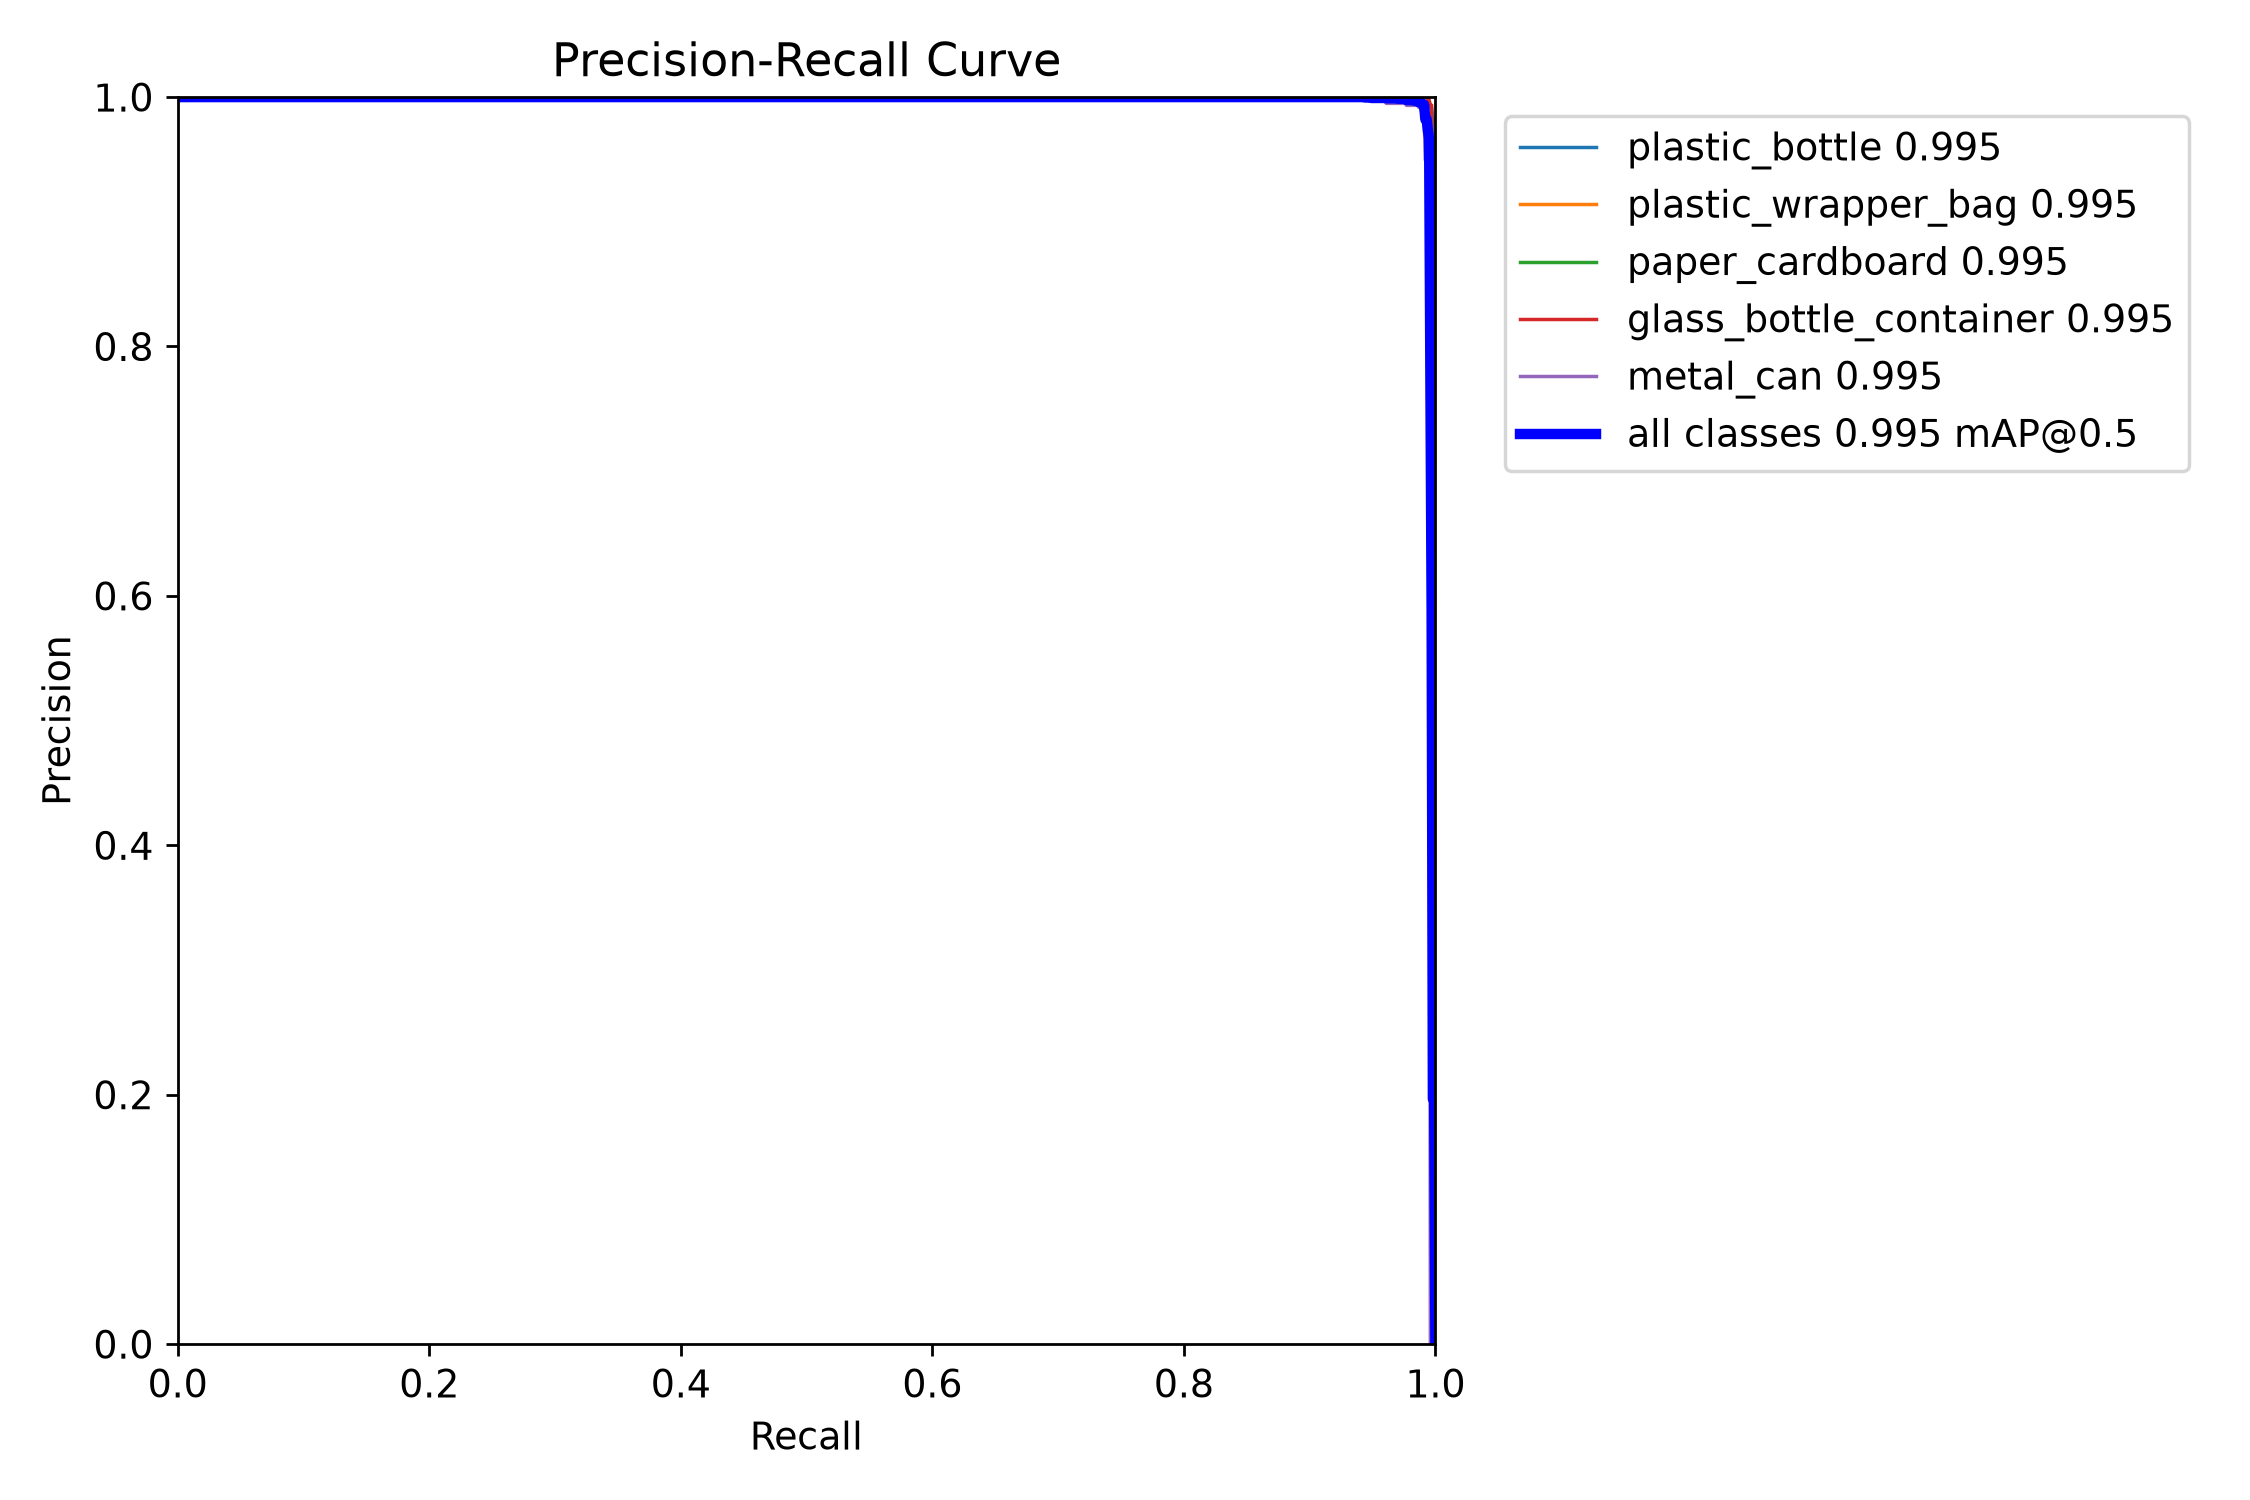 Precision-Recall Curve
1.0
0.8
0.6
0.4
0.2
0.0
Precision
0.0 0.2 0.4 0.6 0.8 1.0
Recall
plastic_bottle 0.995
plastic_wrapper_bag 0.995
paper_cardboard 0.995
glass_bottle_container 0.995
metal_can 0.995
all classes 0.995 mAP@0.5